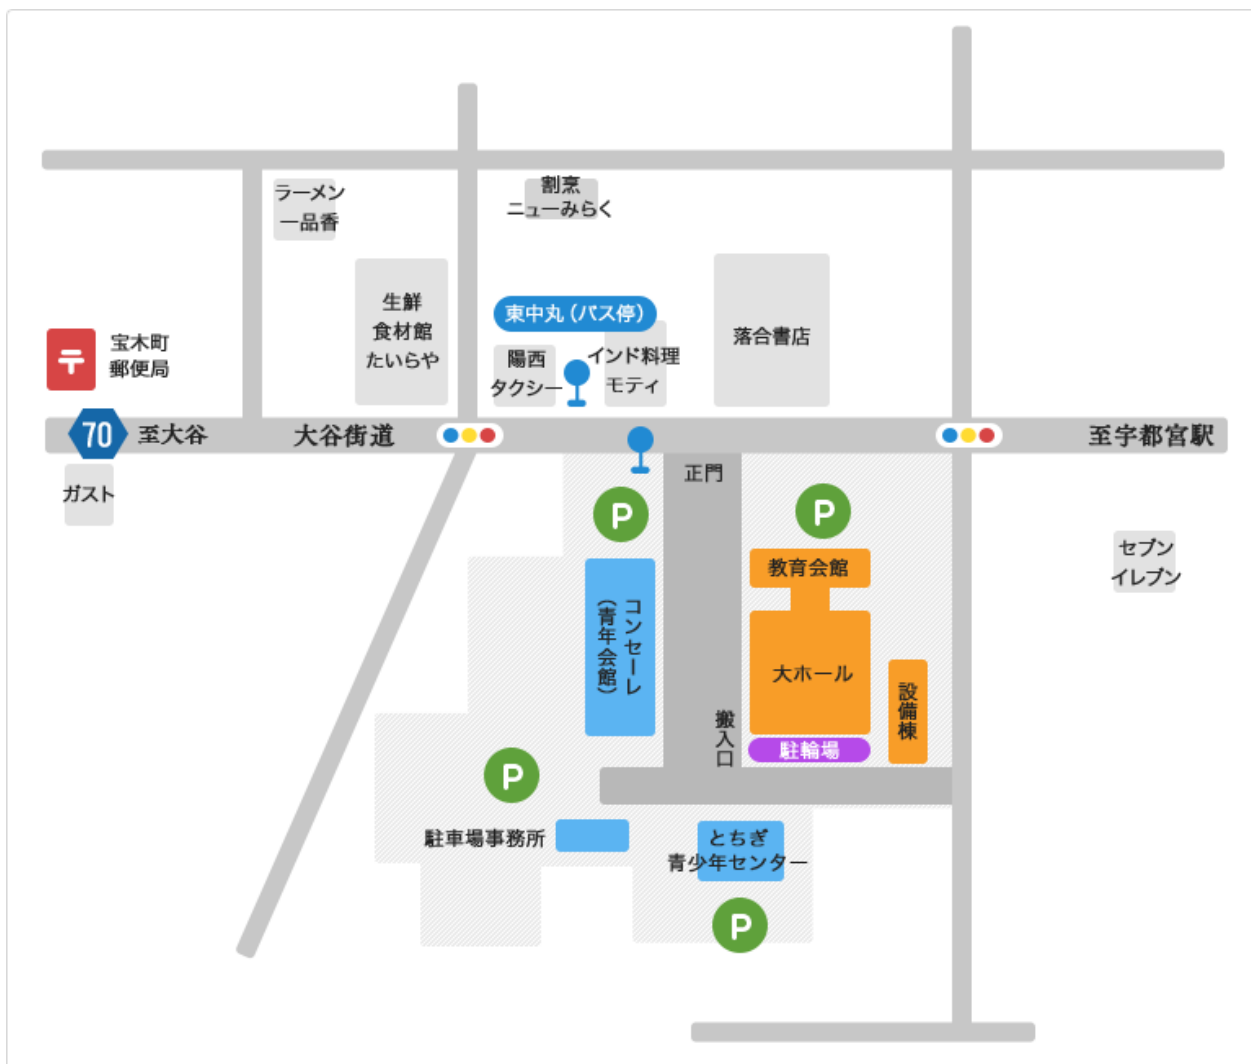 ラーメン
一品香
割烹
ニューみらく
生鮮
食材館
たいらや
東中丸（バス停）
陽西
タクシー
インド料理
モティ
落合書店
〒
宝木町
郵便局
70
至大谷
大谷街道
至宇都宮駅
ガスト
正門
P
P
教育会館
セブン
イレブン
コンセーレ
（青年会館）
大ホール
設備棟
搬入口
駐輪場
P
駐車場事務所
とちぎ
青少年センター
P